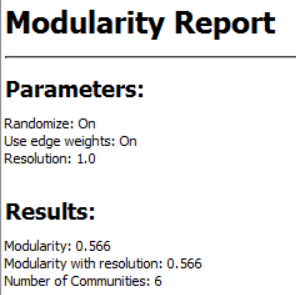 Modularity Report
Parameters:
Randomize: On
Use edge weights: On
Resolution: 1.0
Results:
Modularity: 0.566
Modularity with resolution: 0.566
Number of Communities: 6